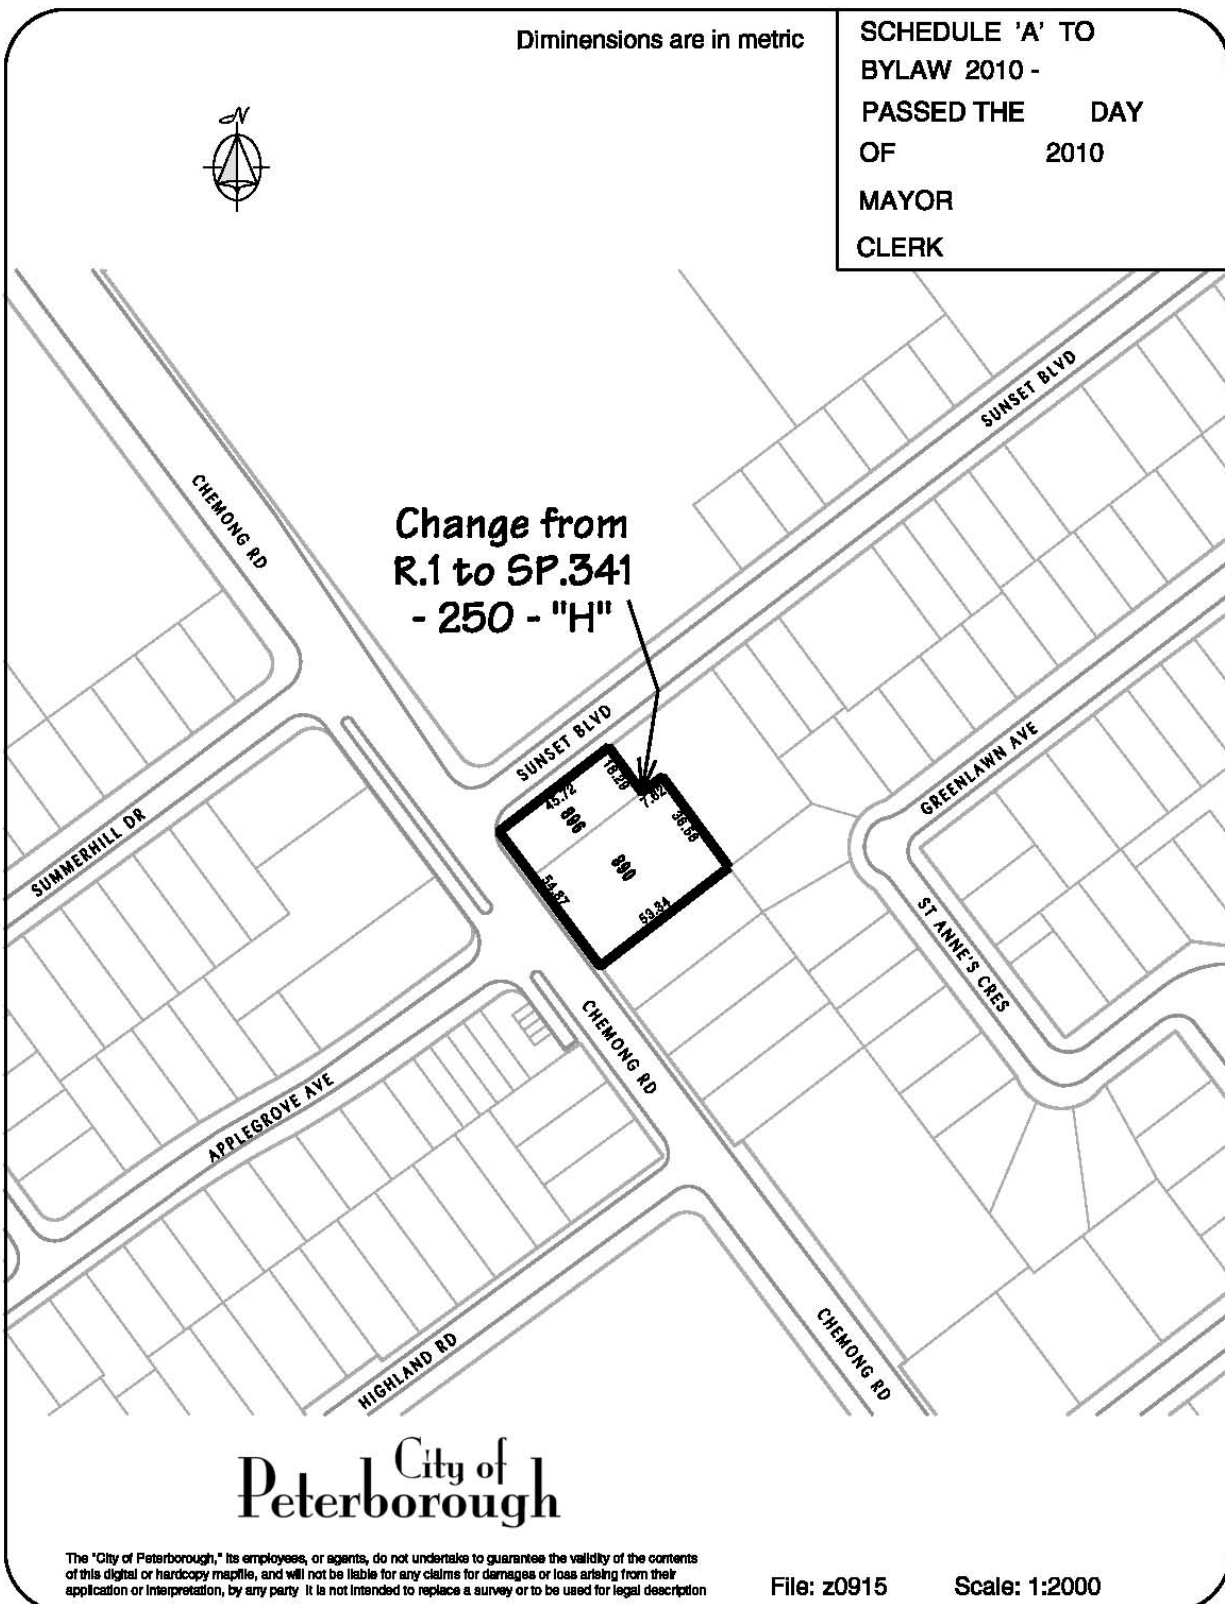 Diminensions are in metric
SCHEDULE 'A' TO
BYLAW 2010 -
PASSED THE DAY
OF 2010
MAYOR
CLERK
N
SUNSET BLVD
CHEMONG RD
Change from
R.1 to SP.341
- 250 - "H"
SUNSET BLVD
18.29
7.62
45.72
896
36.58
GREENLAWN AVE
SUMMERHILL DR
890
54.87
53.34
ST ANNE'S CRES
CHEMONG RD
APPLEGROVE AVE
HIGHLAND RD
CHEMONG RD
City of
Peterborough
The "City of Peterborough," its employees, or agents, do not undertake to guarantee the validity of the contents
of this digital or hardcopy mapfile, and will not be liable for any claims for damages or loss arising from their
application or interpretation, by any party It is not intended to replace a survey or to be used for legal description
File: z0915 Scale: 1:2000